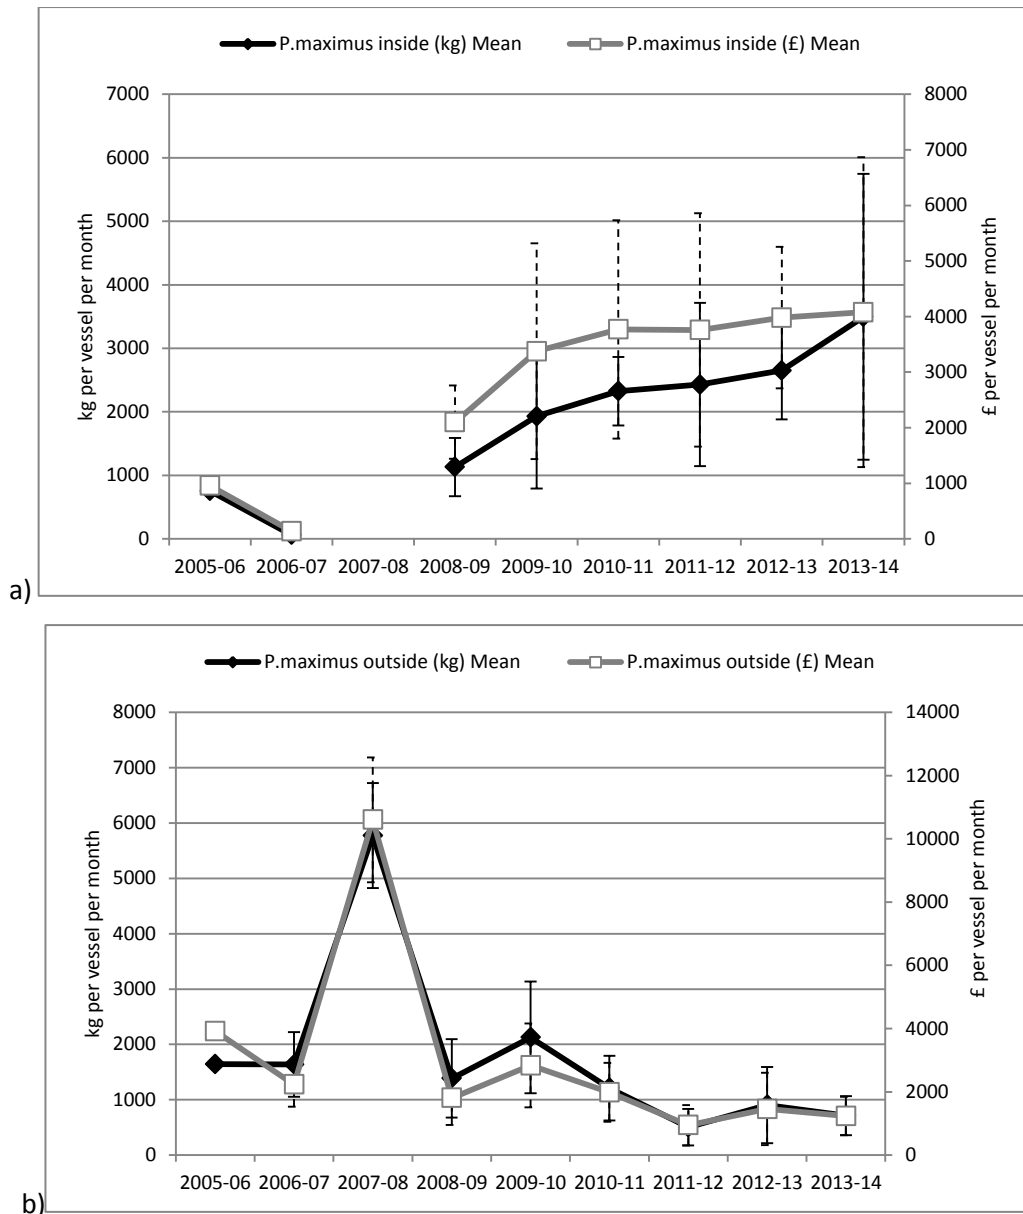 P.maximus inside (kg) Mean P.maximus inside (£) Mean
7000 8000
6000 7000
5000 6000
4000 5000
3000 4000
2000 3000
1000 2000
0 1000
0
kg per vessel per month
£ per vessel per month
2005-06 2006-07 2007-08 2008-09 2009-10 2010-11 2011-12 2012-13 2013-14
a)
P.maximus outside (kg) Mean P.maximus outside (£) Mean
8000 14000
7000 12000
6000 10000
5000 8000
4000 6000
3000 4000
2000 2000
1000 0
0
kg per vessel per month
£ per vessel per month
2005-06 2006-07 2007-08 2008-09 2009-10 2010-11 2011-12 2012-13 2013-14
b)